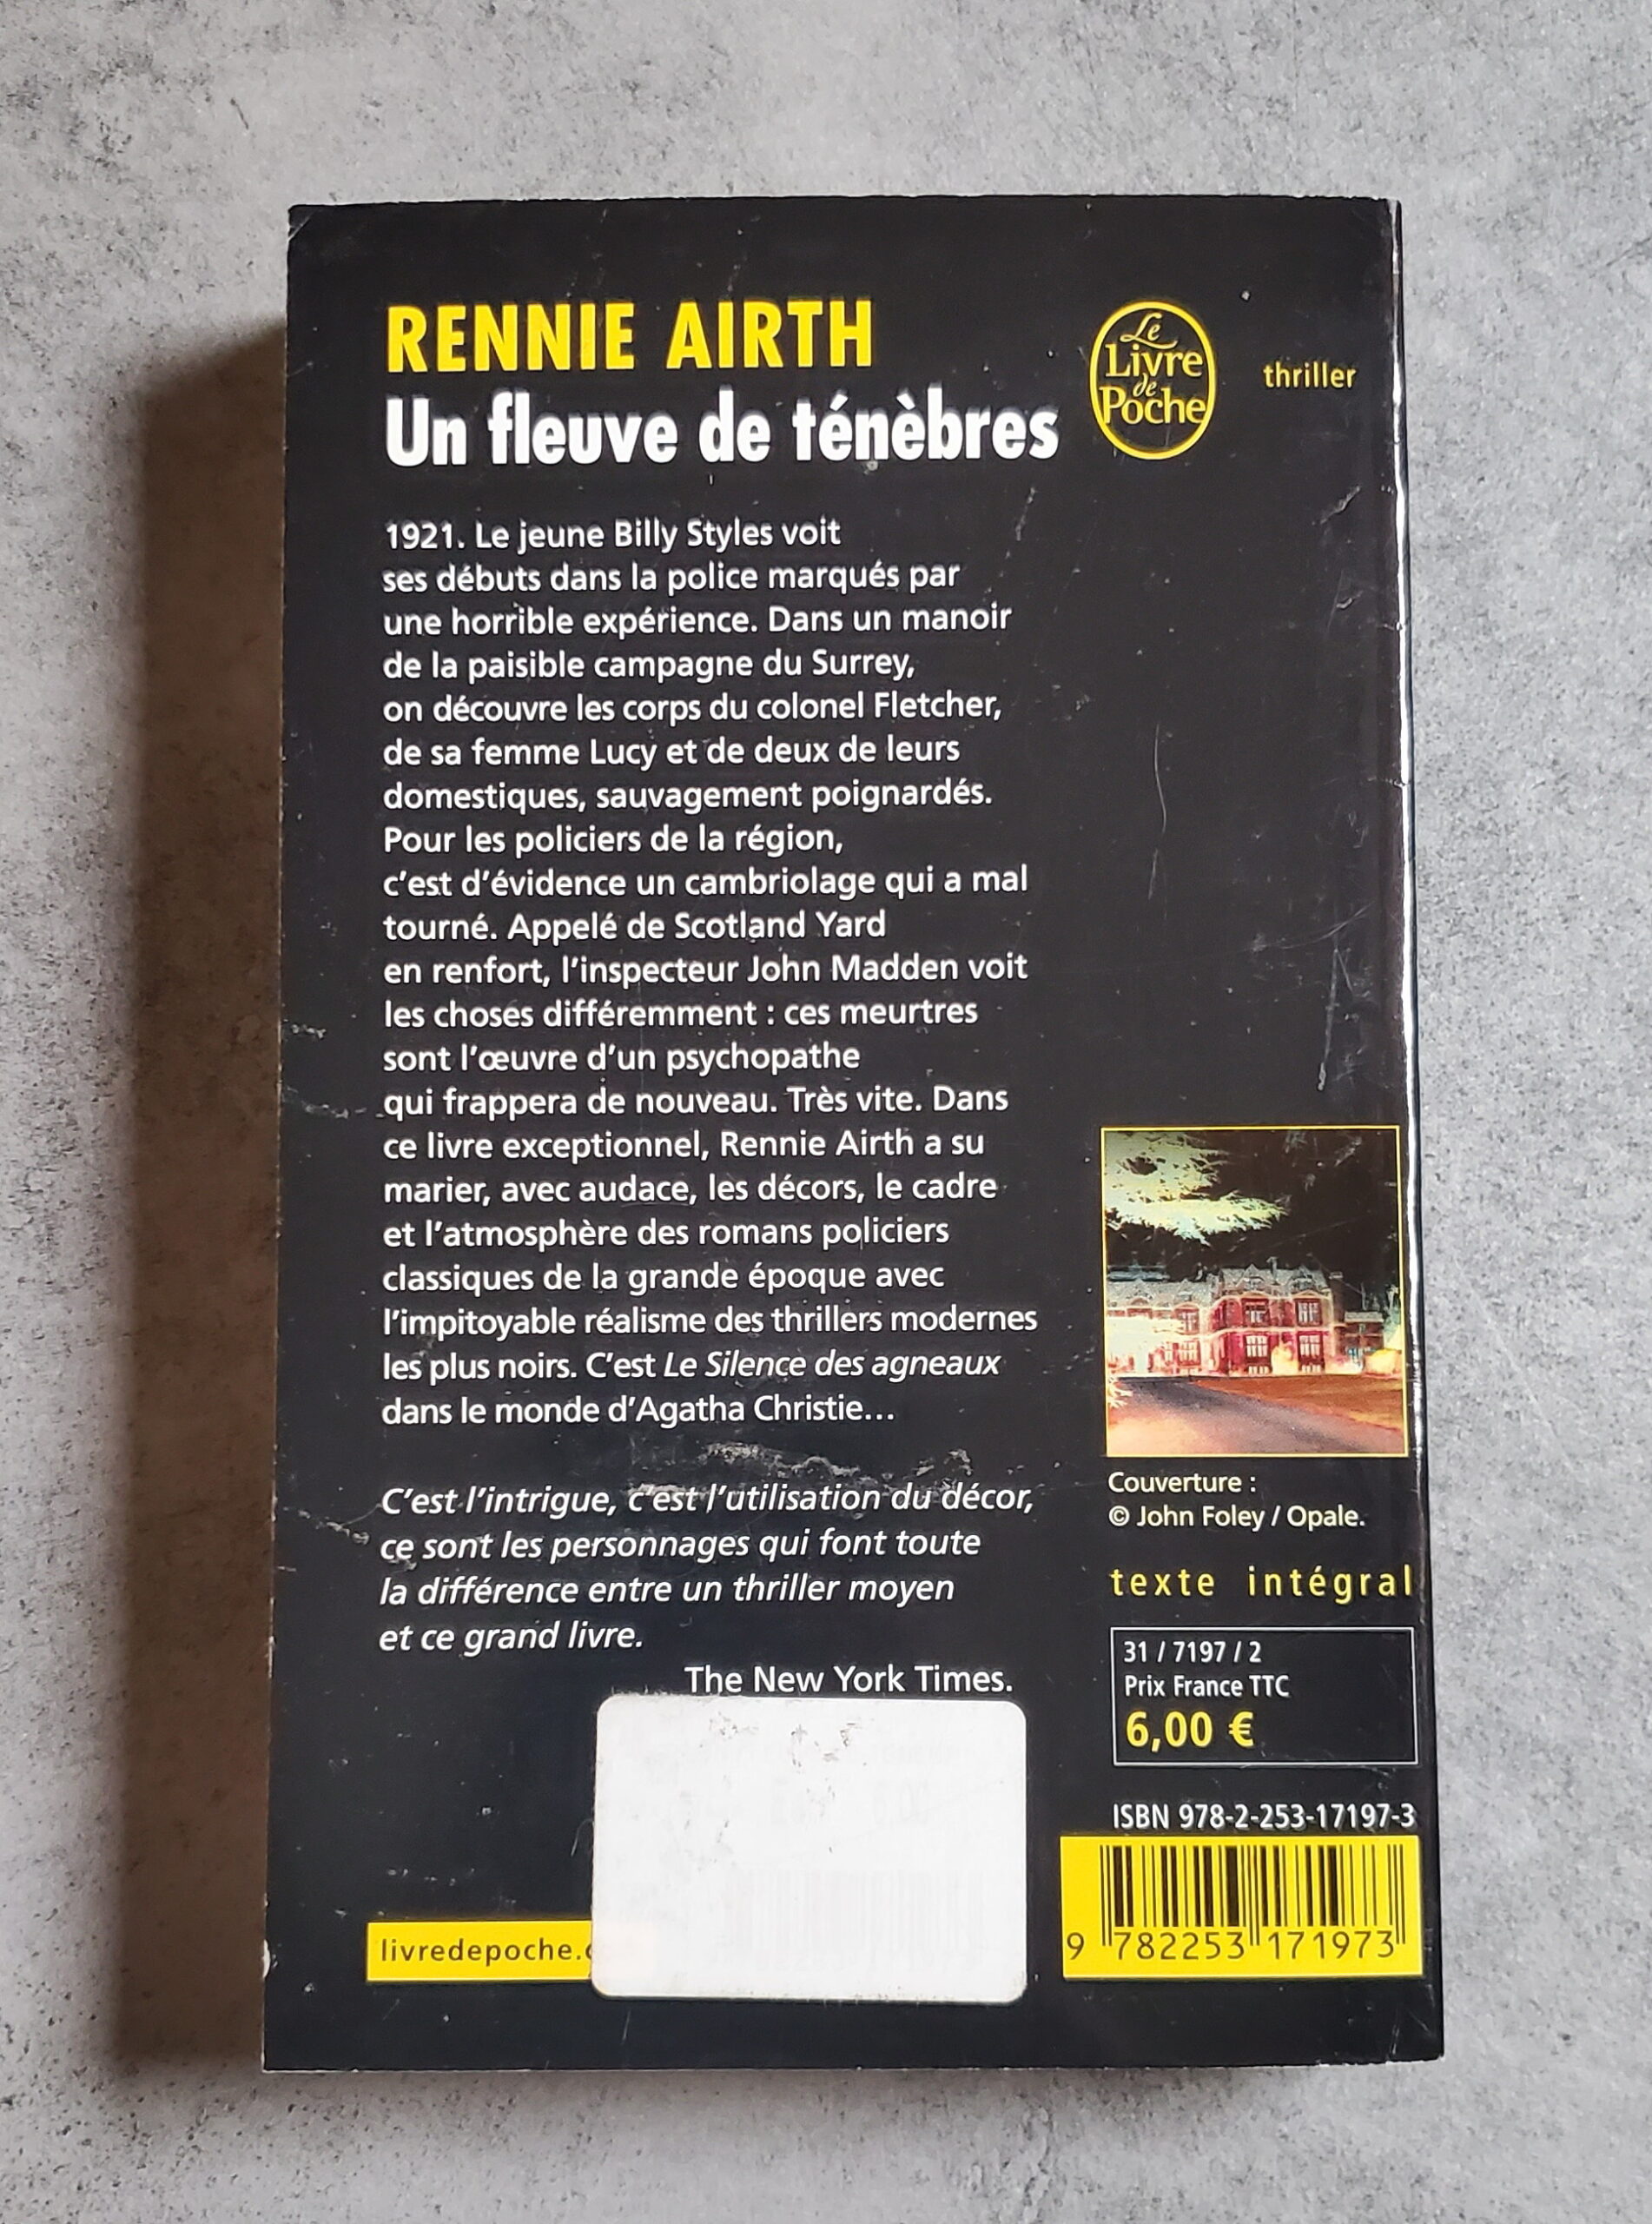 RENNIE AIRTH
Un fleuve de ténèbres
Le
Livre
de
Poche
thriller
1921. Le jeune Billy Styles voit
ses débuts dans la police marqués par
une horrible expérience. Dans un manoir
de la paisible campagne du Surrey,
on découvre les corps du colonel Fletcher,
de sa femme Lucy et de deux de leurs
domestiques, sauvagement poignardés.
Pour les policiers de la région,
c'est d'évidence un cambriolage qui a mal
tourné. Appelé de Scotland Yard
en renfort, l'inspecteur John Madden voit
les choses différemment : ces meurtres
sont l'œuvre d'un psychopathe
qui frappera de nouveau. Très vite. Dans
ce livre exceptionnel, Rennie Airth a su
marier, avec audace, les décors, le cadre
et l'atmosphère des romans policiers
classiques de la grande époque avec
l'impitoyable réalisme des thrillers modernes
les plus noirs. C'est Le Silence des agneaux
dans le monde d'Agatha Christie...
C'est l'intrigue, c'est l'utilisation du décor,
ce sont les personnages qui font toute
la différence entre un thriller moyen
et ce grand livre.
The New York Times.
livredepoche.
Couverture :
© John Foley / Opale.
texte intégral
31 / 7197 / 2
Prix France TTC
6,00 €
ISBN 978-2-253-17197-3
9 782253 171973